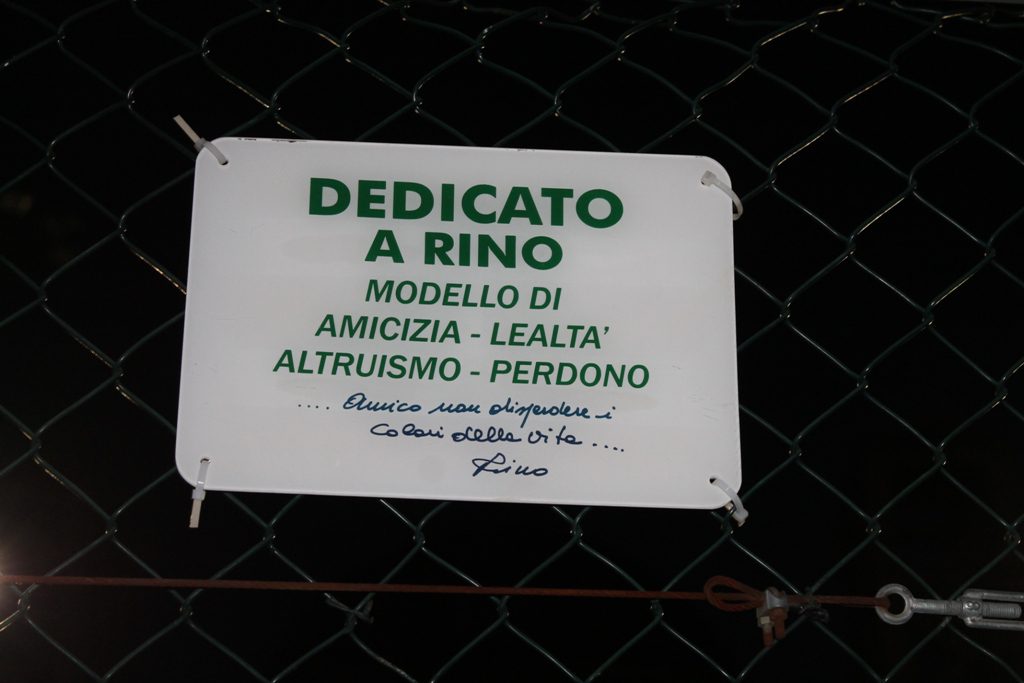 DEDICATO
A RINO
MODELLO DI
AMICIZIA - LEALTA'
ALTRUISMO - PERDONO
.... Amico non disperdere i
colori della vita ....
Rino